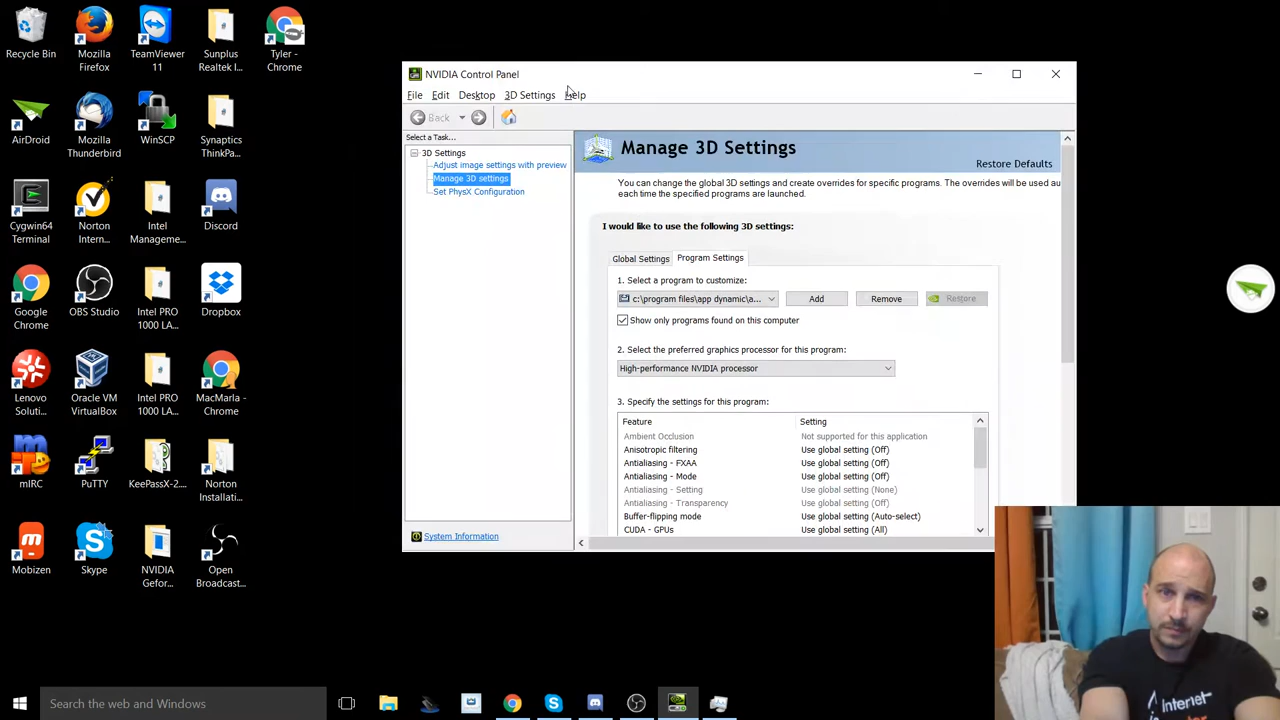 Recycle Bin
Mozilla
Firefox
TeamViewer
11
Sunplus
Realtek I...
Tyler -
Chrome
AirDroid
Mozilla
Thunderbird
WinSCP
Synaptics
ThinkPa...
Cygwin64
Terminal
Norton
Intern...
Intel
Manageme...
Discord
Google
Chrome
OBS Studio
Intel PRO
1000 LA...
Dropbox
Lenovo
Soluti...
Oracle VM
VirtualBox
Intel PRO
1000 LA...
MacMarla -
Chrome
mIRC
PuTTY
KeePassX-2....
Norton
Installati...
Mobizen
Skype
NVIDIA
Gefor...
Open
Broadcast...
NVIDIA Control Panel
File Edit Desktop 3D Settings Help
Back
Select a Task...
3D Settings
Adjust image settings with preview
Manage 3D settings
Set PhysX Configuration
System Information
Manage 3D Settings
Restore Defaults
You can change the global 3D settings and create overrides for specific programs. The overrides will be used au
each time the specified programs are launched.
I would like to use the following 3D settings:
Global Settings Program Settings
1. Select a program to customize:
c:\program files\app dynamic\a... Add Remove Restore
Show only programs found on this computer
2. Select the preferred graphics processor for this program:
High-performance NVIDIA processor
3. Specify the settings for this program:
Feature Setting
Ambient Occlusion Not supported for this application
Anisotropic filtering Use global setting (Off)
Antialiasing - FXAA Use global setting (Off)
Antialiasing - Mode Use global setting (Off)
Antialiasing - Setting Use global setting (None)
Antialiasing - Transparency Use global setting (Off)
Buffer-flipping mode Use global setting (Auto-select)
CUDA - GPUs Use global setting (All)
Internet
Search the web and Windows